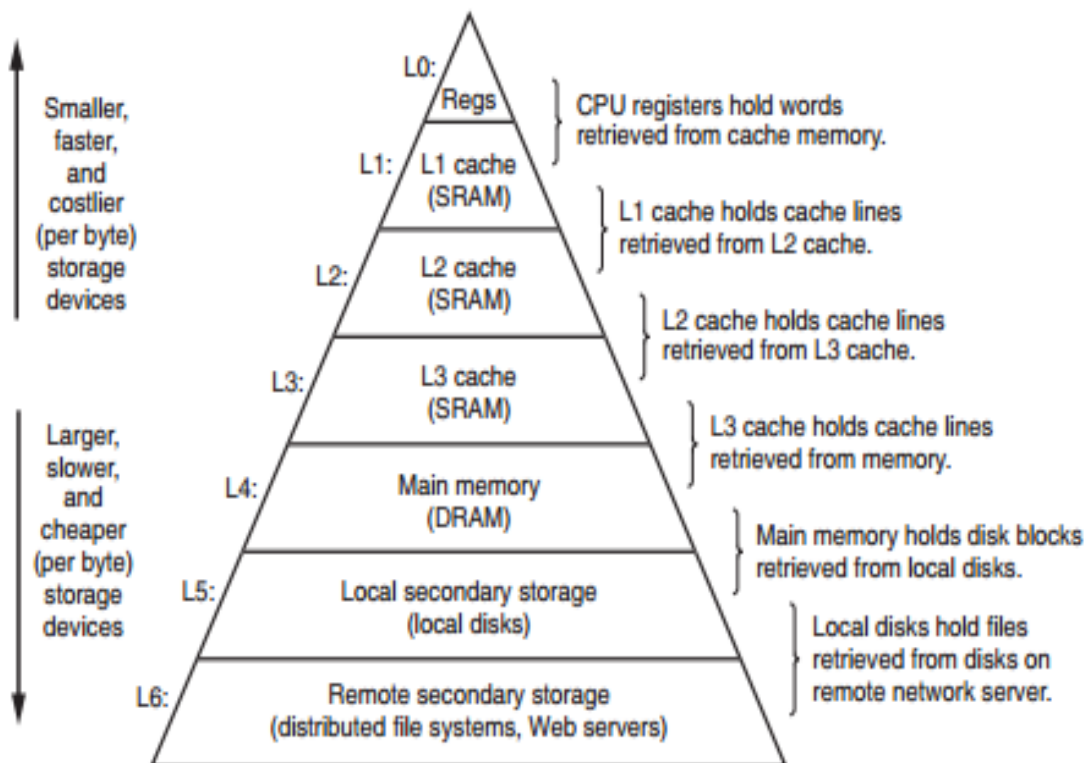 Smaller,
faster,
and
costlier
(per byte)
storage
devices
Larger,
slower,
and
cheaper
(per byte)
storage
devices
L0:
Regs
L1:
L1 cache
(SRAM)
L2:
L2 cache
(SRAM)
L3:
L3 cache
(SRAM)
L4:
Main memory
(DRAM)
L5:
Local secondary storage
(local disks)
L6:
Remote secondary storage
(distributed file systems, Web servers)
CPU registers hold words
retrieved from cache memory.
L1 cache holds cache lines
retrieved from L2 cache.
L2 cache holds cache lines
retrieved from L3 cache.
L3 cache holds cache lines
retrieved from memory.
Main memory holds disk blocks
retrieved from local disks.
Local disks hold files
retrieved from disks on
remote network server.